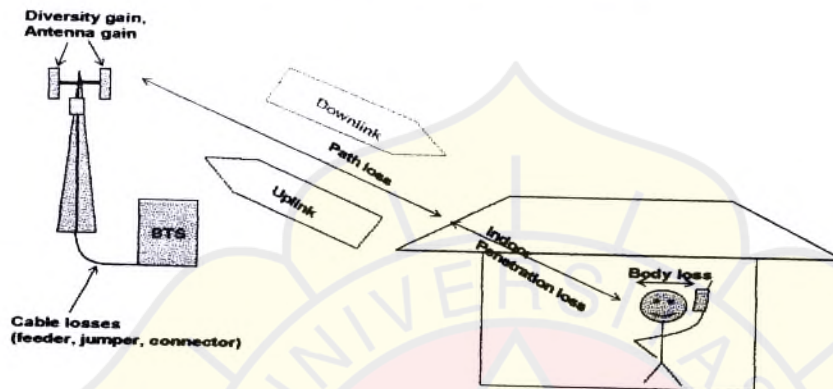 Diversity gain,
Antenna gain
Downlink
Path loss
Uplink
BTS
Indoor
Penetration loss
Body loss
Cable losses
(feeder, jumper, connector)
UNIVERSITAS